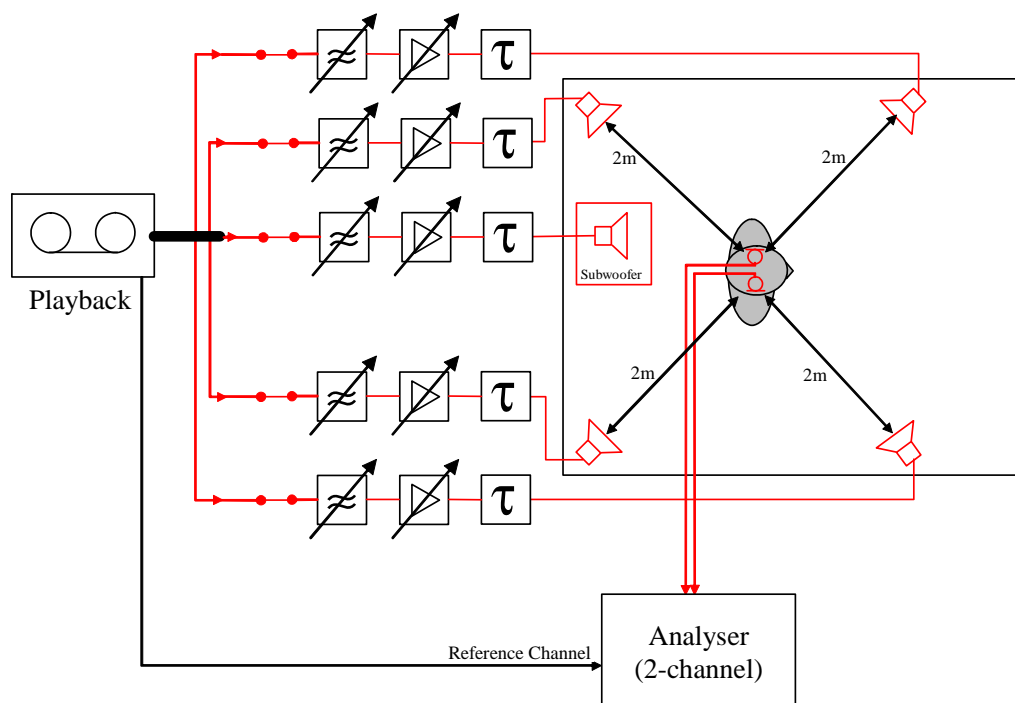 τ
τ
2m
2m
τ
Subwoofer
Playback
2m
2m
τ
τ
Analyser
Reference Channel
(2-channel)